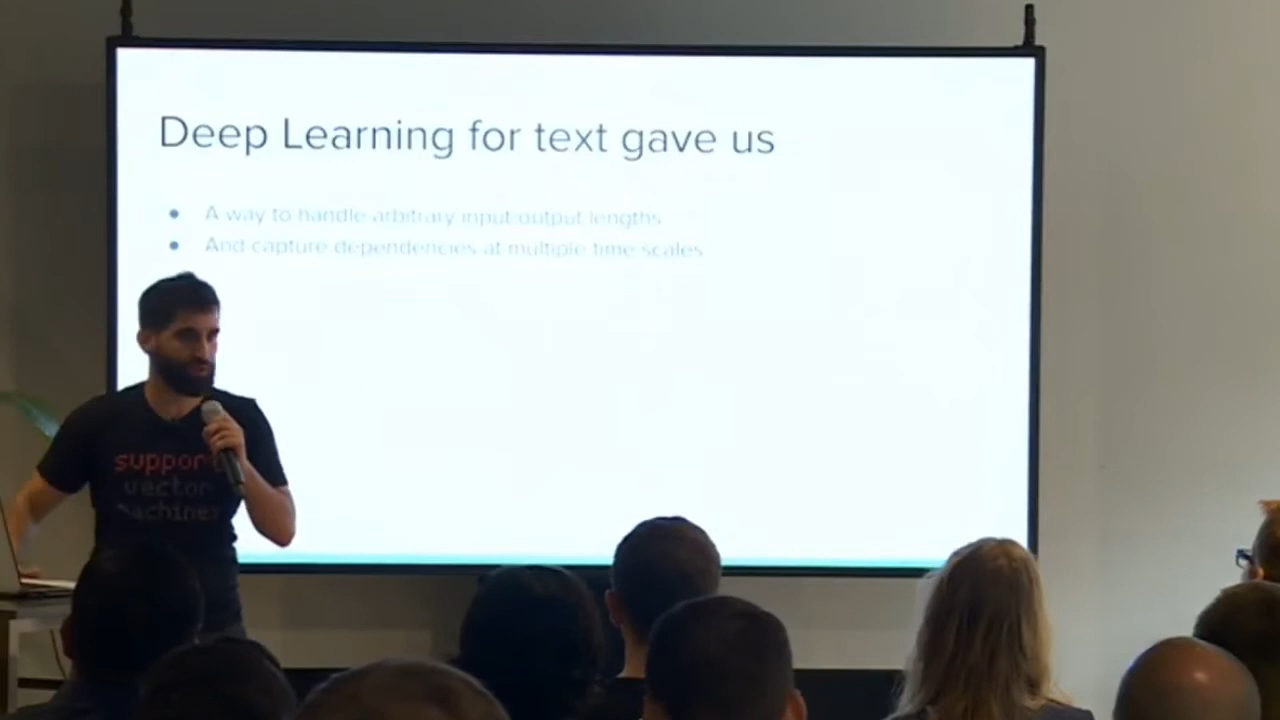 Deep Learning for text gave us
● A way to handle arbitrary input output lengths
● And capture dependencies at multiple time scales
support
vector
machines